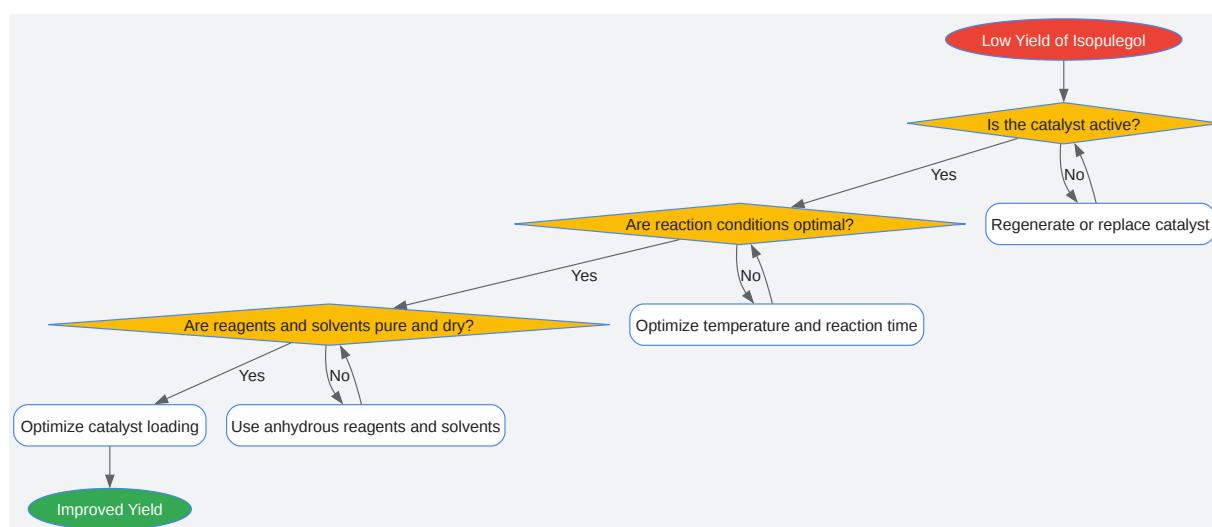 Low Yield of Isopulegol
Is the catalyst active?
Yes
No
Regenerate or replace catalyst
Are reaction conditions optimal?
Yes
No
Optimize temperature and reaction time
Are reagents and solvents pure and dry?
Yes
No
Optimize catalyst loading
Use anhydrous reagents and solvents
Improved Yield